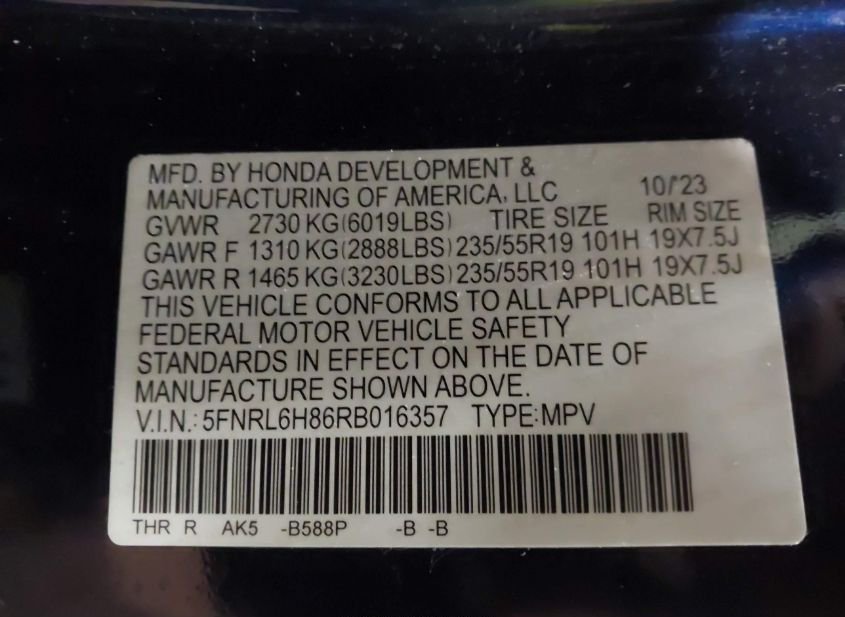 MFD. BY HONDA DEVELOPMENT &
MANUFACTURING OF AMERICA, LLC 10/'23
GVWR 2730 KG(6019LBS) TIRE SIZE RIM SIZE
GAWR F 1310 KG(2888LBS) 235/55R19 101H 19X7.5J
GAWR R 1465 KG(3230LBS) 235/55R19 101H 19X7.5J
THIS VEHICLE CONFORMS TO ALL APPLICABLE
FEDERAL MOTOR VEHICLE SAFETY
STANDARDS IN EFFECT ON THE DATE OF
MANUFACTURE SHOWN ABOVE.
V.I.N.: 5FNRL6H86RB016357 TYPE:MPV
THR R AK5 -B588P -B -B